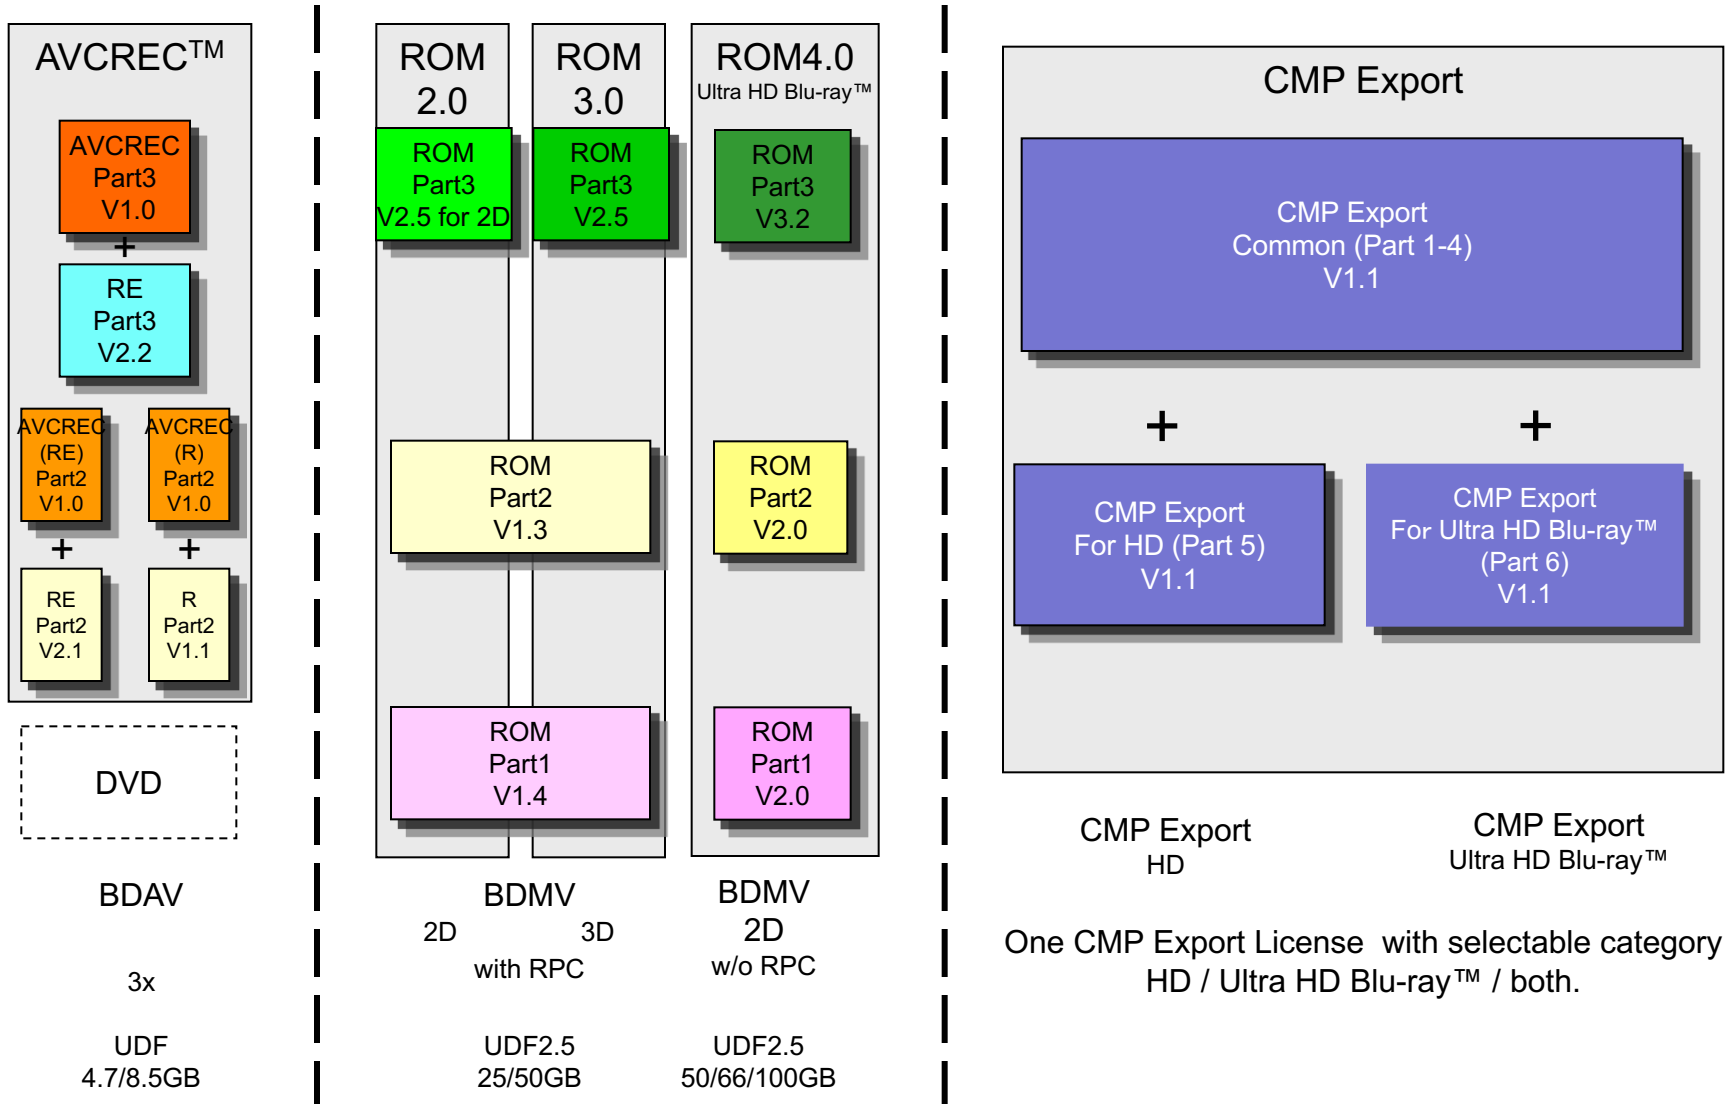 AVCREC™
AVCREC
Part3
V1.0
+
RE
Part3
V2.2
AVCREC
(RE)
Part2
V1.0
AVCREC
(R)
Part2
V1.0
+
+
RE
Part2
V2.1
R
Part2
V1.1
DVD
BDAV
3x
UDF
4.7/8.5GB
ROM
2.0
ROM
3.0
ROM4.0
Ultra HD Blu-ray™
ROM
Part3
V2.5 for 2D
ROM
Part3
V2.5
ROM
Part3
V3.2
ROM
Part2
V1.3
ROM
Part2
V2.0
ROM
Part1
V1.4
ROM
Part1
V2.0
BDMV
2D
3D
with RPC
BDMV
2D
w/o RPC
UDF2.5
25/50GB
UDF2.5
50/66/100GB
CMP Export
CMP Export
Common (Part 1-4)
V1.1
+
+
CMP Export
For HD (Part 5)
V1.1
CMP Export
For Ultra HD Blu-ray™
(Part 6)
V1.1
CMP Export
HD
CMP Export
Ultra HD Blu-ray™
One CMP Export License with selectable category
HD / Ultra HD Blu-ray™ / both.